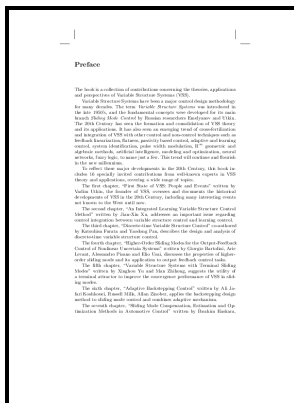 Preface
The book is a collection of contributions concerning the theories, applications
and perspectives of Variable Structure Systems (VSS).
Variable Structure Systems have been a major control design methodology
for many decades. The term Variable Structure Systems was introduced in
the late 1950's, and the fundamental concepts were developed for its main
branch Sliding Mode Control by Russian researchers Emelyanov and Utkin.
The 20th Century has seen the formation and consolidation of VSS theory
and its applications. It has also seen an emerging trend of cross-fertilization
and integration of VSS with other control and non-control techniques such as
feedback linearization, flatness, passivity based control, adaptive and learning
control, system identification, pulse width modulation, H∞ geometric and
algebraic methods, artificial intelligence, modeling and optimization, neural
networks, fuzzy logic, to name just a few. This trend will continue and flourish
in the new millennium.
To reflect these major developments in the 20th Century, this book in-
cludes 16 specially invited contributions from well-known experts in VSS
theory and applications, covering a wide range of topics.
The first chapter, "First Stage of VSS: People and Events" written by
Vadim Utkin, the founder of VSS, oversees and documents the historical
developments of VSS in the 20th Century, including many interesting events
not known to the West until now.
The second chapter, "An Integrated Learning Variable Structure Control
Method" written by Jian-Xin Xu, addresses an important issue regarding
control integration between variable structure control and learning control.
The third chapter, "Discrete-time Variable Structure Control" co-authored
by Katsuhisa Furuta and Yaodong Pan, describes the design and analysis of
discrete-time variable structure control.
The fourth chapter, "Higher-Order Sliding Modes for the Output-Feedback
Control of Nonlinear Uncertain Systems" written by Giorgio Bartolini, Arie
Levant, Alessandro Pisano and Elio Usai, discusses the properties of higher-
order sliding mode and its application to output feedback control tasks.
The fifth chapter, "Variable Structure Systems with Terminal Sliding
Modes" written by Xinghuo Yu and Man Zhihong, suggests the utility of
a terminal attractor to improve the convergence performance of VSS in slid-
ing modes.
The sixth chapter, "Adaptive Backstepping Control" written by Ali Ja-
fari Koshkouei, Russell Mills, Allan Zinober, applies the backstepping design
method to sliding mode control and combine adaptive mechanism.
The seventh chapter, "Sliding Mode Compensation, Estimation and Op-
timization Methods in Automotive Control" written by Ibrahim Haskara,